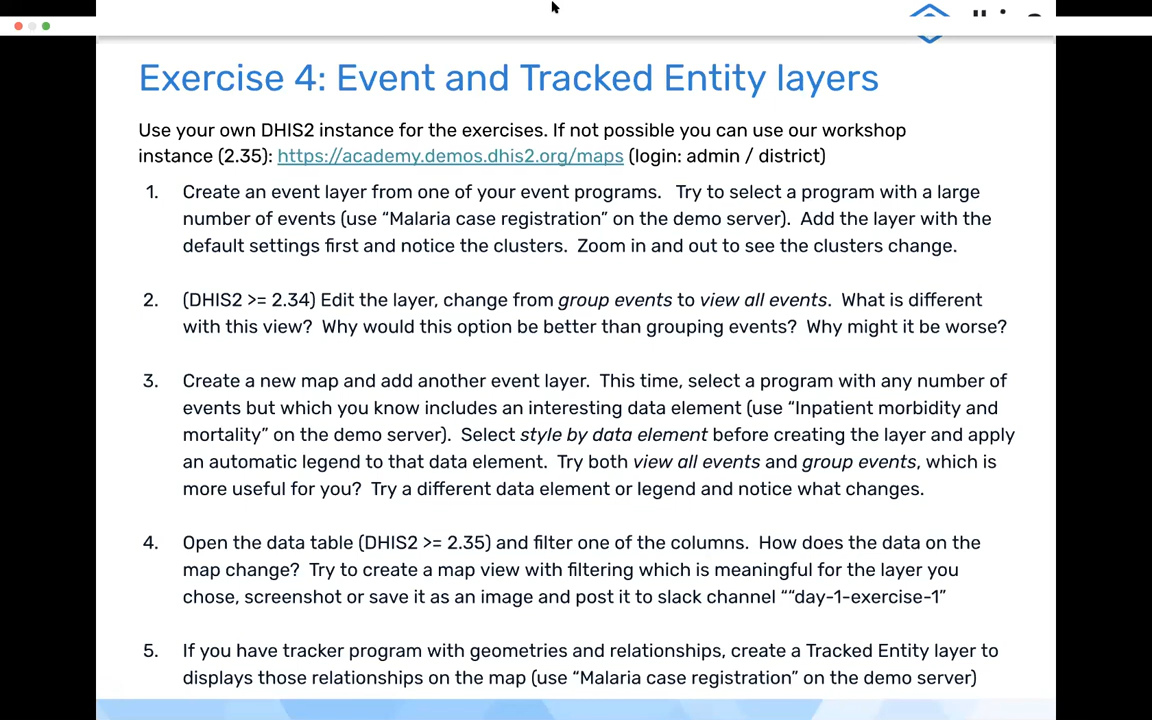 Exercise 4: Event and Tracked Entity layers
Use your own DHIS2 instance for the exercises. If not possible you can use our workshop
instance (2.35): https://academy.demos.dhis2.org/maps (login: admin / district)
1. Create an event layer from one of your event programs. Try to select a program with a large
number of events (use “Malaria case registration” on the demo server). Add the layer with the
default settings first and notice the clusters. Zoom in and out to see the clusters change.
2. (DHIS2 >= 2.34) Edit the layer, change from group events to view all events. What is different
with this view? Why would this option be better than grouping events? Why might it be worse?
3. Create a new map and add another event layer. This time, select a program with any number of
events but which you know includes an interesting data element (use “Inpatient morbidity and
mortality” on the demo server). Select style by data element before creating the layer and apply
an automatic legend to that data element. Try both view all events and group events, which is
more useful for you? Try a different data element or legend and notice what changes.
4. Open the data table (DHIS2 >= 2.35) and filter one of the columns. How does the data on the
map change? Try to create a map view with filtering which is meaningful for the layer you
chose, screenshot or save it as an image and post it to slack channel ““day-1-exercise-1”
5. If you have tracker program with geometries and relationships, create a Tracked Entity layer to
displays those relationships on the map (use “Malaria case registration” on the demo server)